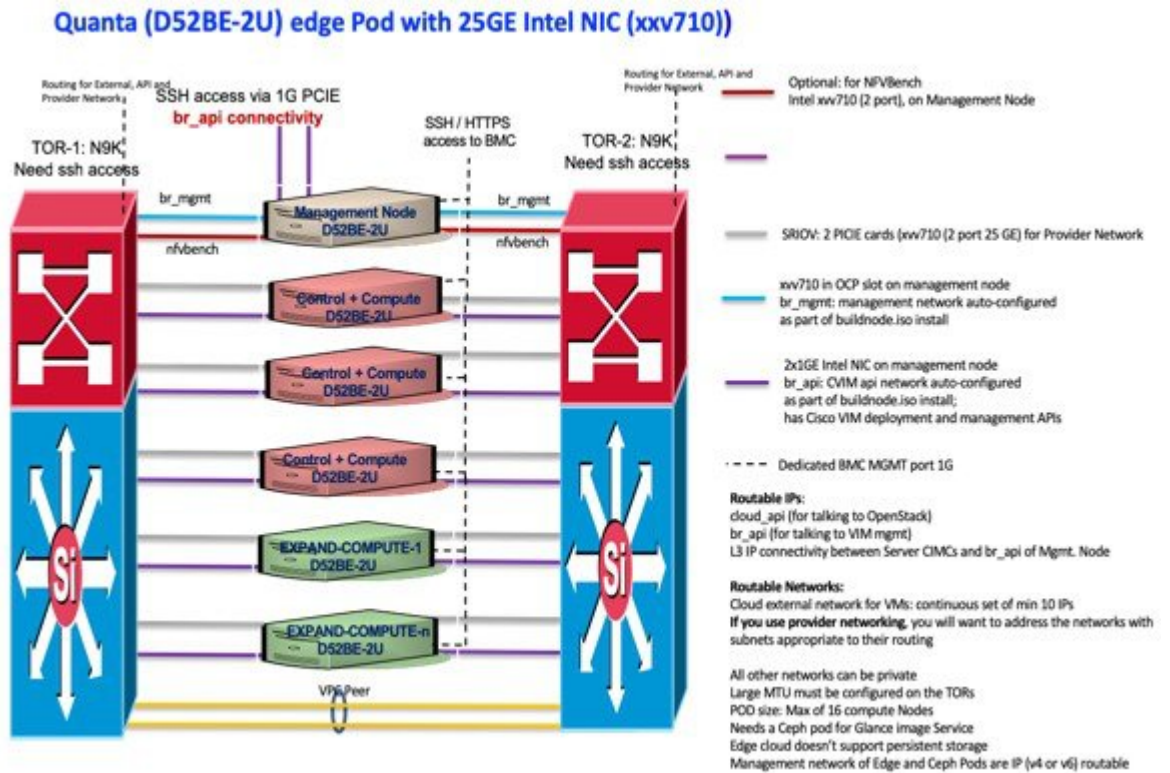 Quanta (D52BE-2U) edge Pod with 25GE Intel NIC (xxv710))
Routing for External, API and
Provider Network
SSH access via 1G PCIE
br_api connectivity
SSH / HTTPS
access to BMC
Routing for External, API and
Provider Network
TOR-1: N9K
Need ssh access
TOR-2: N9K
Need ssh access
br_mgmt
br_mgmt
nfvbench
nfvbench
Management Node
D52BE-2U
Control + Compute
D52BE-2U
Control + Compute
D52BE-2U
Control + Compute
D52BE-2U
EXPAND-COMPUTE-1
D52BE-2U
EXPAND-COMPUTE-n
D52BE-2U
Si
Si
VPC Peer
Optional: for NFVBench
Intel xvv710 (2 port), on Management Node
SRIOV: 2 PICIE cards (xvv710 (2 port 25 GE) for Provider Network
xvv710 in OCP slot on management node
br_mgmt: management network auto-configured
as part of buildnode.iso install
2x1GE Intel NIC on management node
br_api: CVIM api network auto-configured
as part of buildnode.iso install;
has Cisco VIM deployment and management APIs
Dedicated BMC MGMT port 1G
Routable IPs:
cloud_api (for talking to OpenStack)
br_api (for talking to VIM mgmt)
L3 IP connectivity between Server CIMCs and br_api of Mgmt. Node
Routable Networks:
Cloud external network for VMs: continuous set of min 10 IPs
If you use provider networking, you will want to address the networks with
subnets appropriate to their routing
All other networks can be private
Large MTU must be configured on the TORs
POD size: Max of 16 compute Nodes
Needs a Ceph pod for Glance image Service
Edge cloud doesn't support persistent storage
Management network of Edge and Ceph Pods are IP (v4 or v6) routable